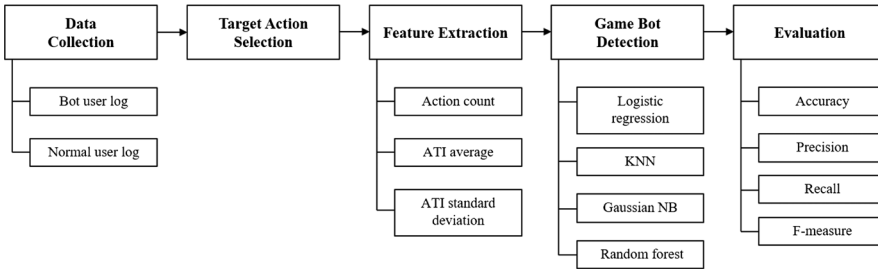 Data
Collection
Target Action
Selection
Feature Extraction
Game Bot
Detection
Evaluation
Bot user log
Normal user log
Action count
ATI average
ATI standard
deviation
Logistic
regression
KNN
Gaussian NB
Random forest
Accuracy
Precision
Recall
F-measure